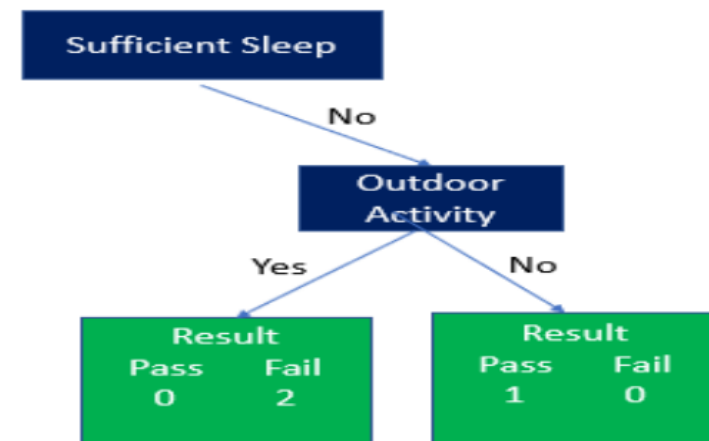 Sufficient Sleep
No
Outdoor
Activity
Yes
No
Result
Pass Fail
0 2
Result
Pass Fail
1 0